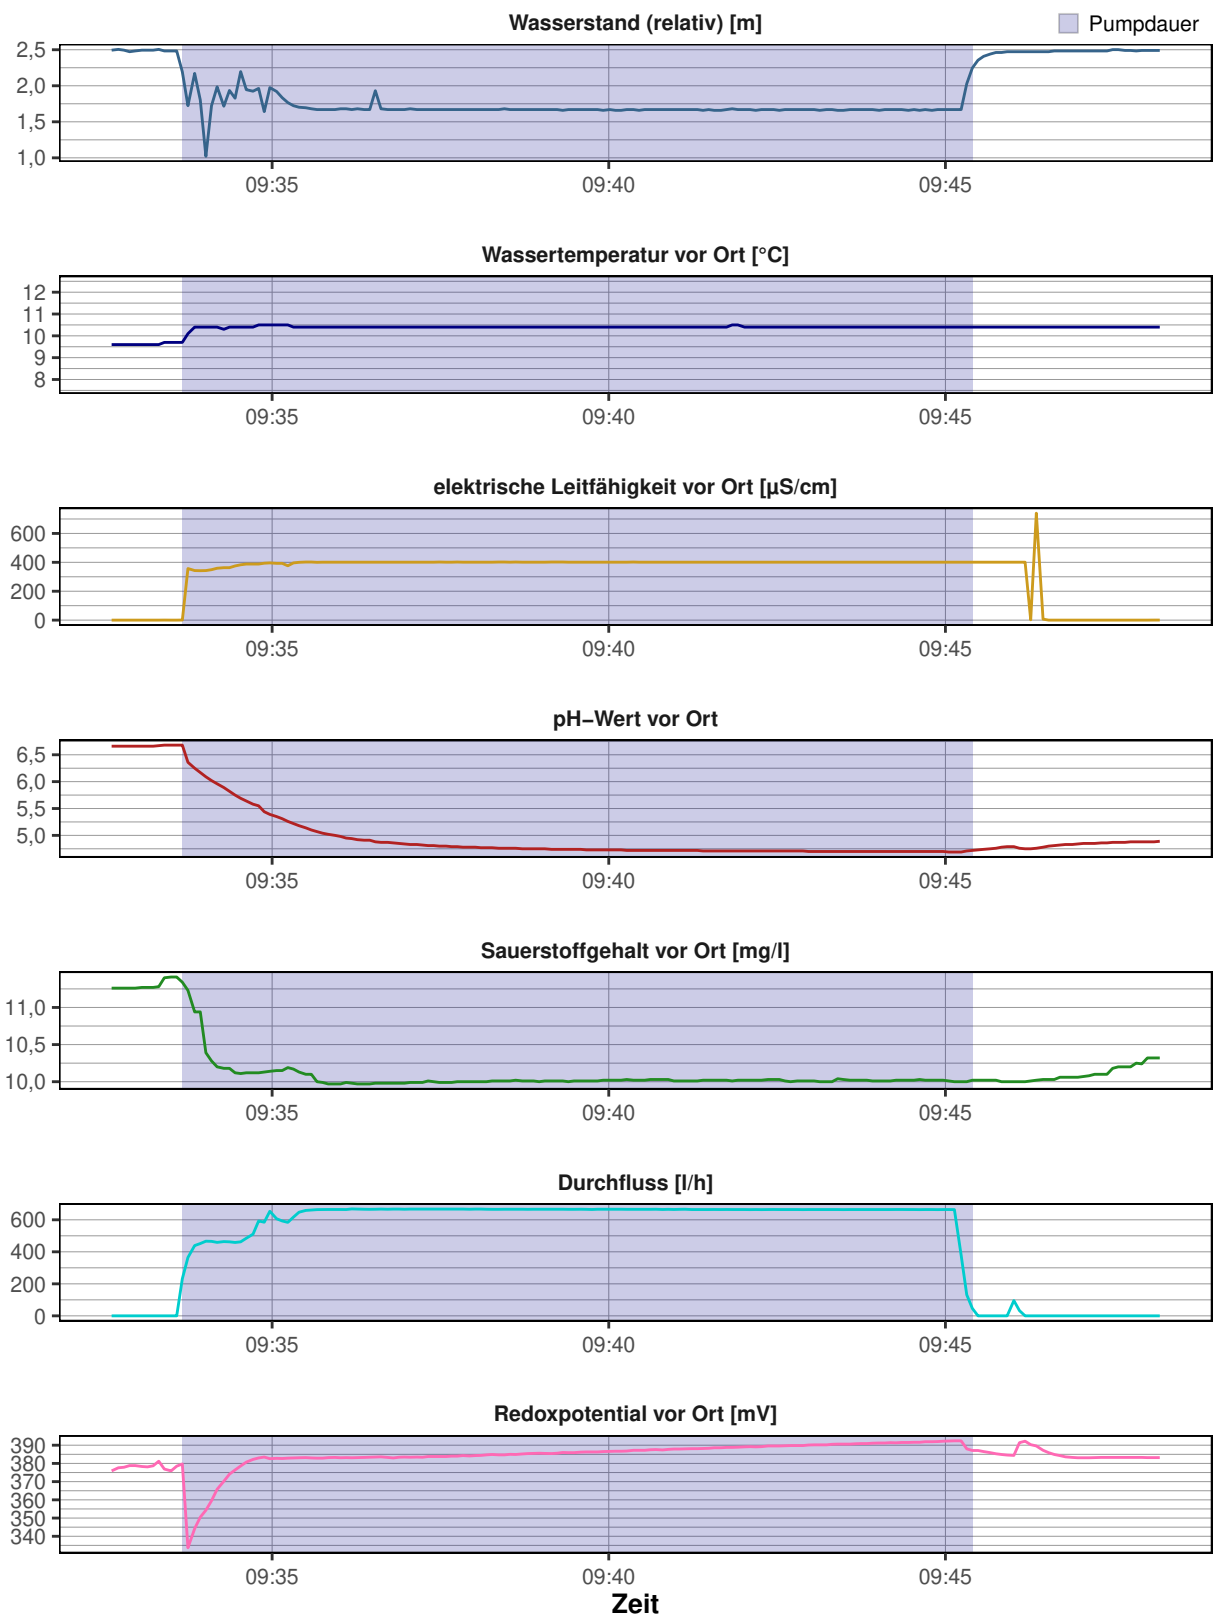 Wasserstand (relativ) [m]
Pumpdauer
2,5
2,0
1,5
1,0
09:35 09:40 09:45
Wassertemperatur vor Ort [°C]
12
11
10
9
8
09:35 09:40 09:45
elektrische Leitfähigkeit vor Ort [µS/cm]
600
400
200
0
09:35 09:40 09:45
pH−Wert vor Ort
6,5
6,0
5,5
5,0
09:35 09:40 09:45
Sauerstoffgehalt vor Ort [mg/l]
11,0
10,5
10,0
09:35 09:40 09:45
Durchfluss [l/h]
600
400
200
0
09:35 09:40 09:45
Redoxpotential vor Ort [mV]
390
380
370
360
350
340
09:35 09:40 09:45
Zeit